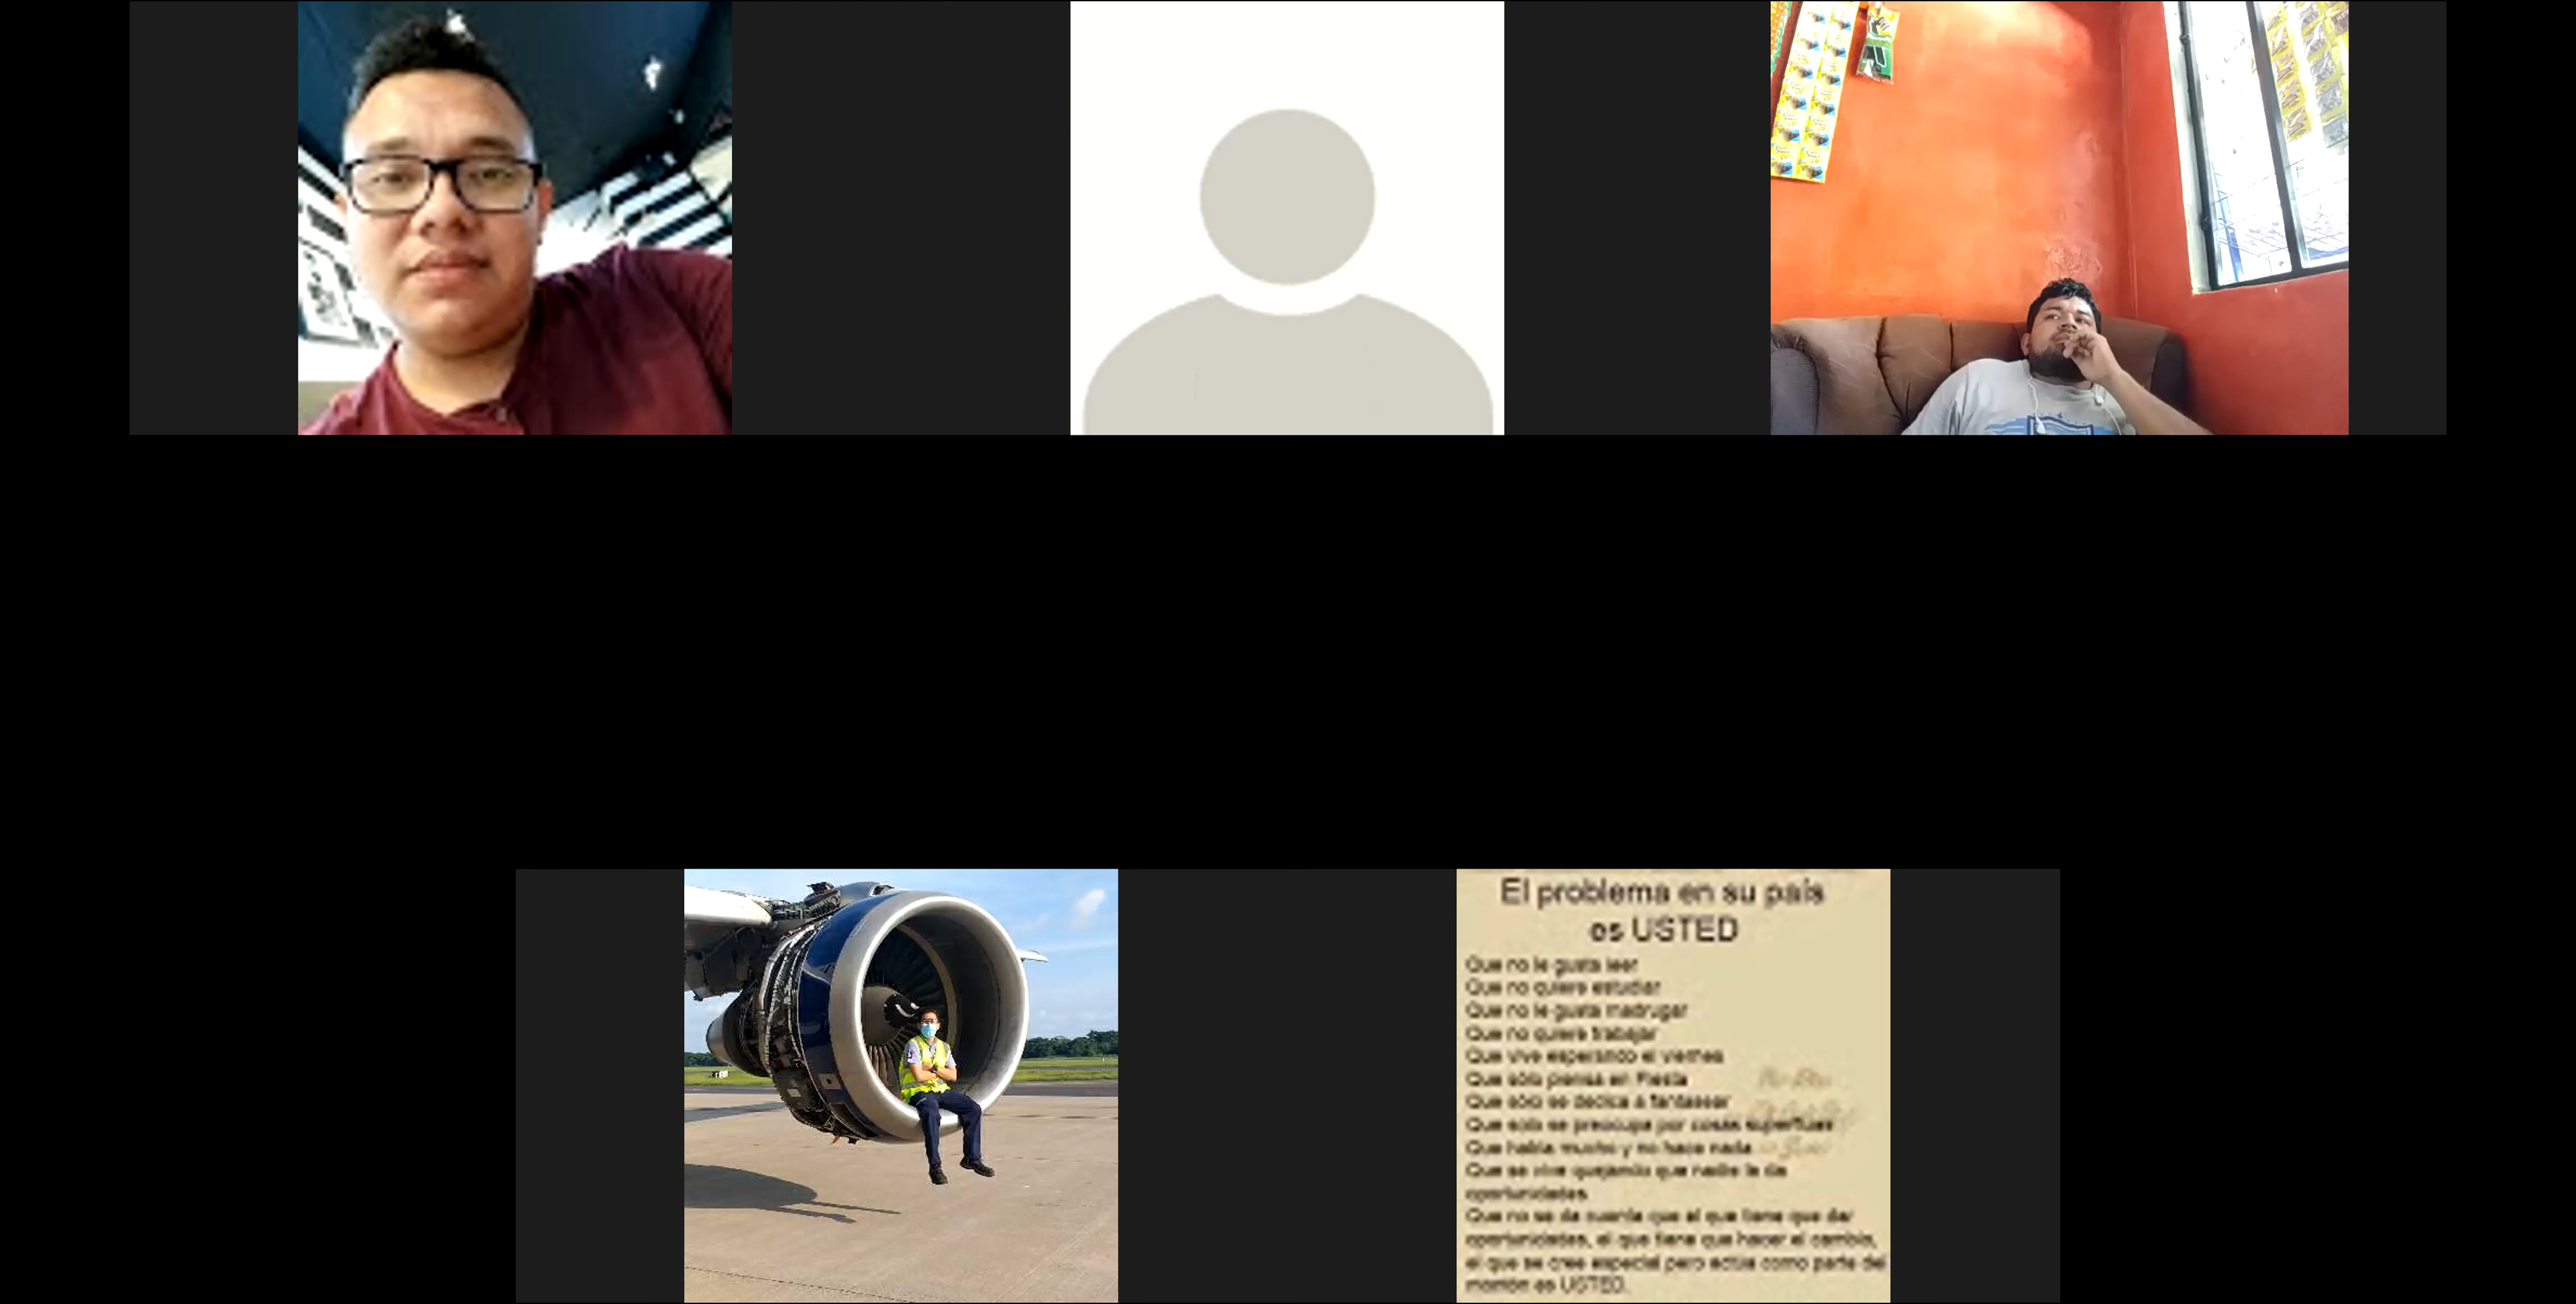 El problema en su país
es USTED
Que no le gusta leer
Que no quiere estudiar
Que no le gusta madrugar
Que no quiere trabajar
Que vive esperando el viernes
Que sólo piensa en Fiesta
Que sólo se dedica a fantasear
Que solo se preocupa por cosas superfluas
Que habla mucho y no hace nada
Que se vive quejando que nadie le da
oportunidades
Que no se da cuenta que el que tiene que dar
oportunidades, el que tiene que hacer el cambio,
el que se cree especial pero actúa como parte del
montón es USTED.